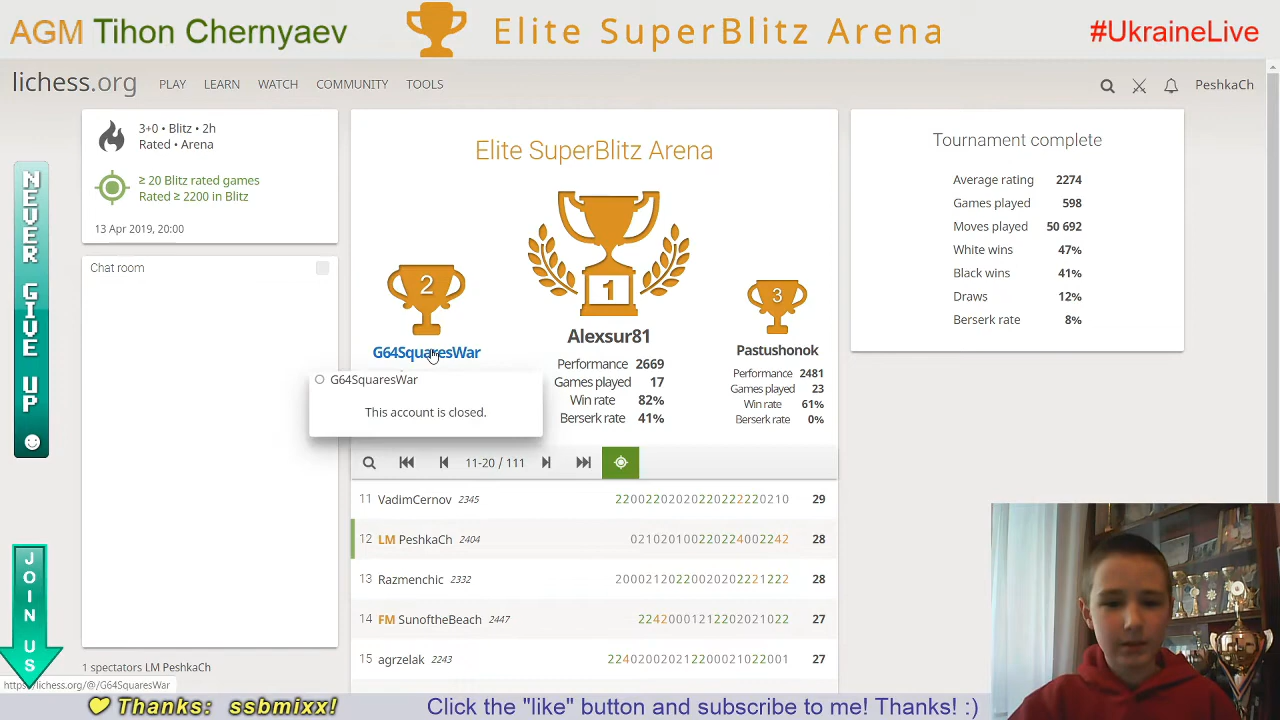 AGM Tihon Chernyaev
Elite SuperBlitz Arena
#UkraineLive
lichess.org
PLAY LEARN WATCH COMMUNITY TOOLS
PeshkaCh
NEVER GIVE UP
JOIN US
3+0 • Blitz • 2h
Rated • Arena
≥ 20 Blitz rated games
Rated ≥ 2200 in Blitz
13 Apr 2019, 20:00
Chat room
1 spectators LM PeshkaCh
https://lichess.org/@/G64SquaresWar
Elite SuperBlitz Arena
2
1
3
G64SquaresWar
G64SquaresWar
This account is closed.
Alexsur81
Performance 2669
Games played 17
Win rate 82%
Berserk rate 41%
Pastushonok
Performance 2481
Games played 23
Win rate 61%
Berserk rate 0%
11-20 / 111
11 VadimCernov 2345 22002202020220222220210 29
12 LM PeshkaCh 2404 021020100220224002242 28
13 Razmenchic 2332 20002120220020202221222 28
14 FM SunoftheBeach 2447 22420001212202021022 27
15 agrzelak 2243 224020020212200021022001 27
Tournament complete
Average rating 2274
Games played 598
Moves played 50 692
White wins 47%
Black wins 41%
Draws 12%
Berserk rate 8%
Thanks: ssbmixx!
Click the "like" button and subscribe to me! Thanks! :)